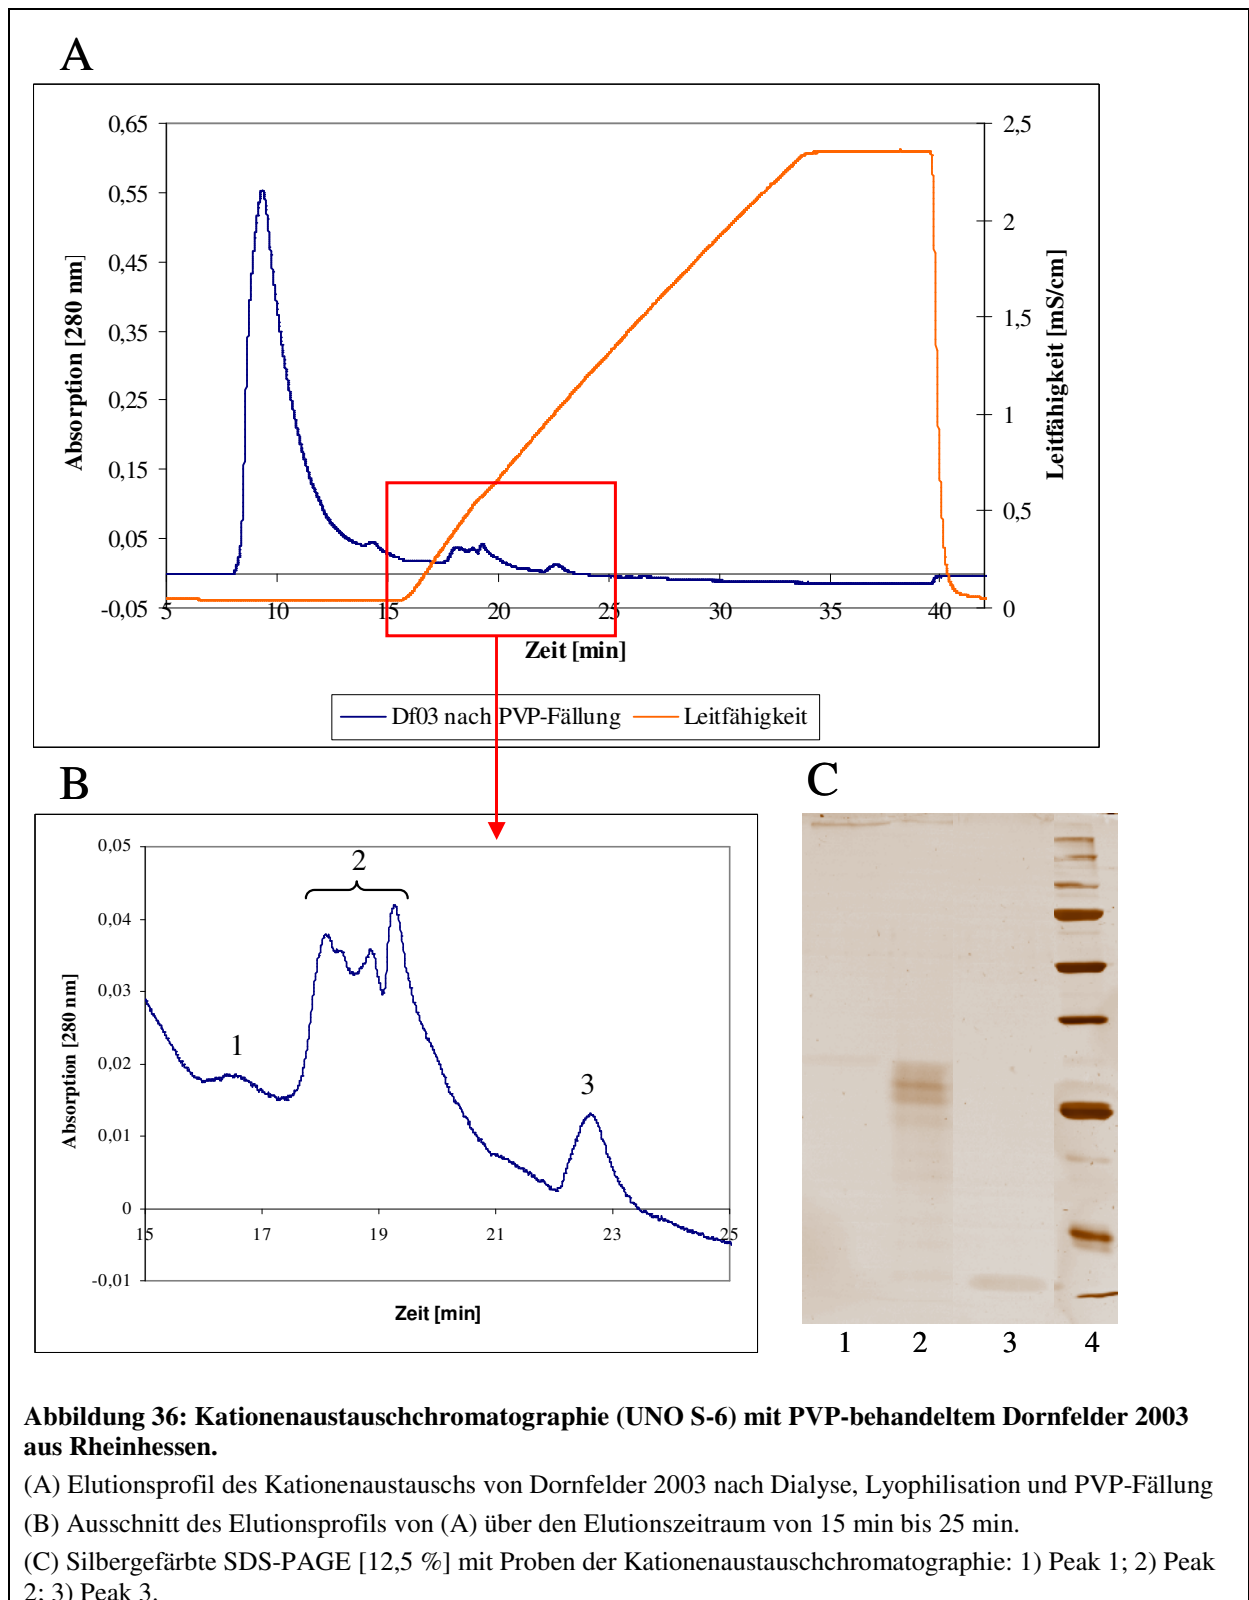 A
0,65
0,55
0,45
0,35
0,25
0,15
0,05
-0,05
Absorption [280 nm]
2,5
2
1,5
1
0,5
0
Leitfähigkeit [mS/cm]
5 10 15 20 25 30 35 40
Zeit [min]
Df03 nach PVP-Fällung Leitfähigkeit
B
0,05
0,04
0,03
0,02
0,01
0
-0,01
Absorption [280 nm]
1
2
3
15 17 19 21 23 25
Zeit [min]
C
1 2 3 4
Abbildung 36: Kationenaustauschchromatographie (UNO S-6) mit PVP-behandeltem Dornfelder 2003
aus Rheinhessen.
(A) Elutionsprofil des Kationenaustauschs von Dornfelder 2003 nach Dialyse, Lyophilisation und PVP-Fällung
(B) Ausschnitt des Elutionsprofils von (A) über den Elutionszeitraum von 15 min bis 25 min.
(C) Silbergefärbte SDS-PAGE [12,5 %] mit Proben der Kationenaustauschchromatographie: 1) Peak 1; 2) Peak
2; 3) Peak 3.